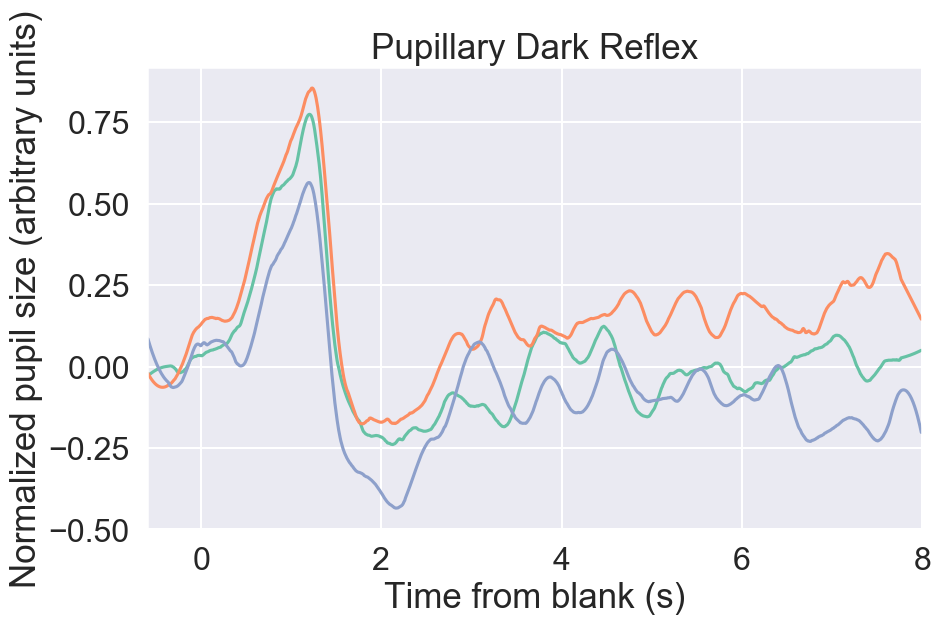 Pupillary Dark Reflex
Normalized pupil size (arbitrary units)
0.75
0.50
0.25
0.00
−0.25
−0.50
0 2 4 6 8
Time from blank (s)